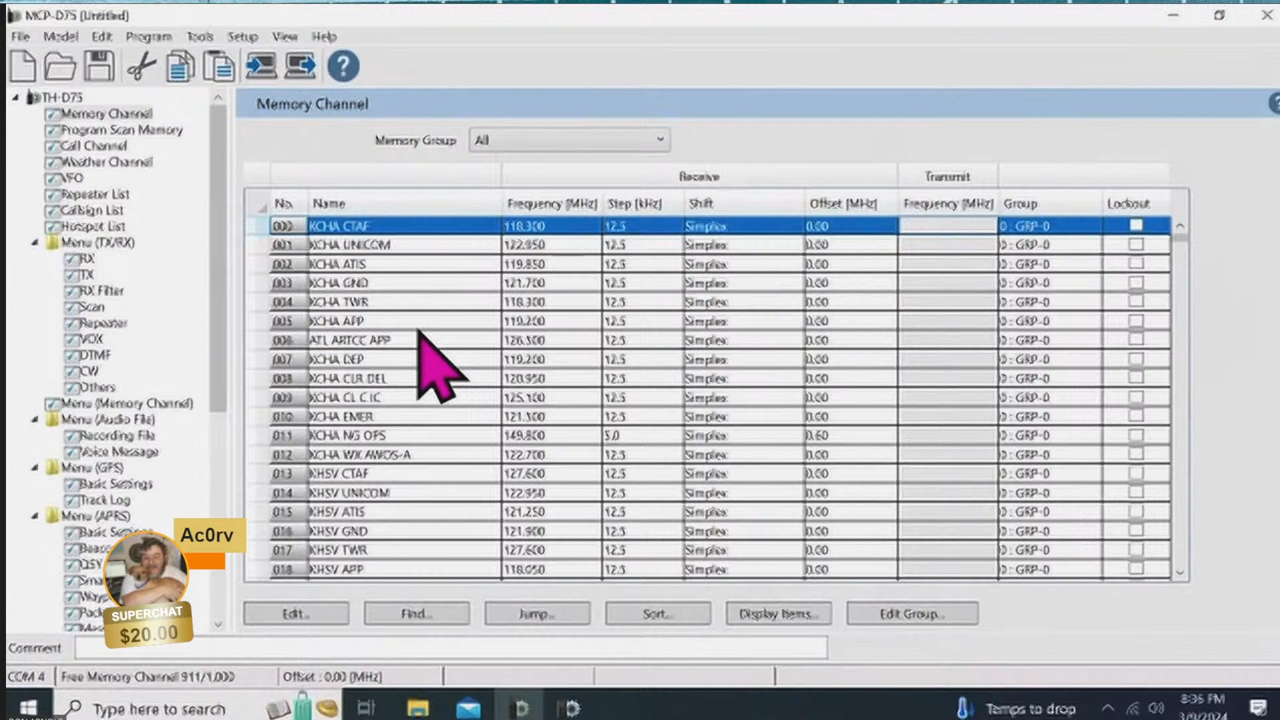 MCP-D75 [Untitled]
File Model Edit Program Tools Setup View Help
TH-D75
Memory Channel
Program Scan Memory
Call Channel
Weather Channel
VFO
Repeater List
Callsign List
Hotspot List
Menu (TX/RX)
RX
TX
RX Filter
Scan
Repeater
VOX
DTMF
CW
Others
Menu (Memory Channel)
Menu (Audio File)
Recording File
Voice Message
Menu (GPS)
Basic Settings
Track Log
Menu (APRS)
Basic
QSY
Memory Channel
Memory Group All
Receive Transmit
No. Name Frequency [MHz] Step [kHz] Shift Offset [MHz] Frequency [MHz] Group Lockout
000 KCHA CTAF 118.300 12.5 Simplex 0.00 0 : GRP-0
001 KCHA UNICOM 122.950 12.5 Simplex 0.00 0 : GRP-0
002 KCHA ATIS 119.850 12.5 Simplex 0.00 0 : GRP-0
003 KCHA GND 121.700 12.5 Simplex 0.00 0 : GRP-0
004 KCHA TWR 118.300 12.5 Simplex 0.00 0 : GRP-0
005 KCHA APP 119.200 12.5 Simplex 0.00 0 : GRP-0
006 ATL ARTCC APP 12.5 Simplex 0.00 0 : GRP-0
007 KCHA DEP 119.200 12.5 Simplex 0.00 0 : GRP-0
008 KCHA CLR DEL 120.950 12.5 Simplex 0.00 0 : GRP-0
009 KCHA 125.100 12.5 Simplex 0.00 0 : GRP-0
010 KCHA EMER 12.5 Simplex 0.00 0 : GRP-0
011 KCHA NG OPS 149.800 5.0 Simplex 0.60 0 : GRP-0
012 KCHA WX AWOS-A 122.700 12.5 Simplex 0.00 0 : GRP-0
013 KHSV CTAF 127.600 12.5 Simplex 0.00 0 : GRP-0
014 KHSV UNICOM 122.950 12.5 Simplex 0.00 0 : GRP-0
015 KHSV ATIS 121.250 12.5 Simplex 0.00 0 : GRP-0
016 KHSV GND 121.900 12.5 Simplex 0.00 0 : GRP-0
017 KHSV TWR 127.600 12.5 Simplex 0.00 0 : GRP-0
018 KHSV APP 118.050 12.5 Simplex 0.00 0 : GRP-0
Edit... Find... Jump... Sort... Display Items... Edit Group...
Ac0rv
SUPERCHAT
$20.00
Comment
COM 4 Free Memory Channel 911/1,000 Offset : 0.00 [MHz]
Type here to search Temps to drop 8:35 PM
3/9/2024